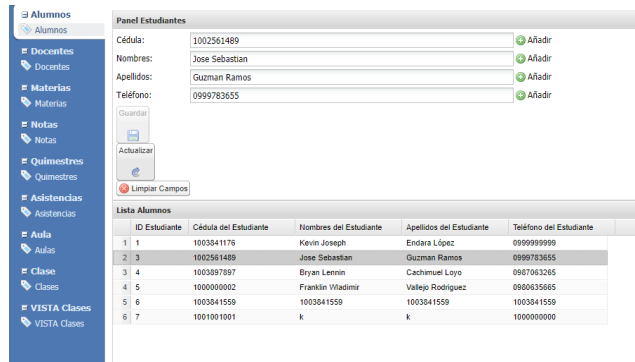 Alumnos
Alumnos
Docentes
Docentes
Materias
Materias
Notas
Notas
Quimestres
Quimestres
Asistencias
Asistencias
Aula
Aulas
Clase
Clases
VISTA Clases
VISTA Clases
Panel Estudiantes
Cédula: 1002561489 Añadir
Nombres: Jose Sebastian Añadir
Apellidos: Guzman Ramos Añadir
Teléfono: 0999783655 Añadir
Guardar
Actualizar
Limpiar Campos
Lista Alumnos
ID Estudiante Cédula del Estudiante Nombres del Estudiante Apellidos del Estudiante Teléfono del Estudiante
1 1 1003841176 Kevin Joseph Endara López 0999999999
2 3 1002561489 Jose Sebastian Guzman Ramos 0999783655
3 4 1003897897 Bryan Lennin Cachimuel Loyo 0987063265
4 5 1000000002 Franklin Wladimir Vallejo Rodriguez 0980635665
5 6 1003841559 1003841559 1003841559 1003841559
6 7 1001001001 k k 1000000000